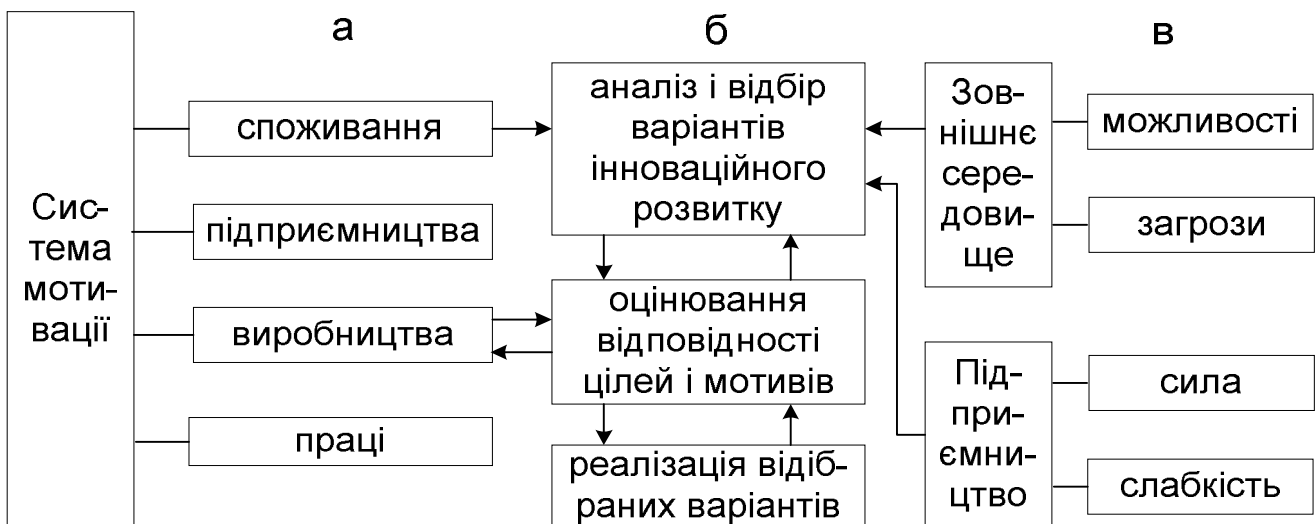 а
б
в
Сис-
тема
моти-
вації
споживання
підприємництва
виробництва
праці
аналіз і відбір
варіантів
інноваційного
розвитку
оцінювання
відповідності
цілей і мотивів
реалізація відіб-
раних варіантів
Зов-
нішнє
сере-
дови-
ще
можливості
загрози
Під-
при-
ємни-
цтво
сила
слабкість